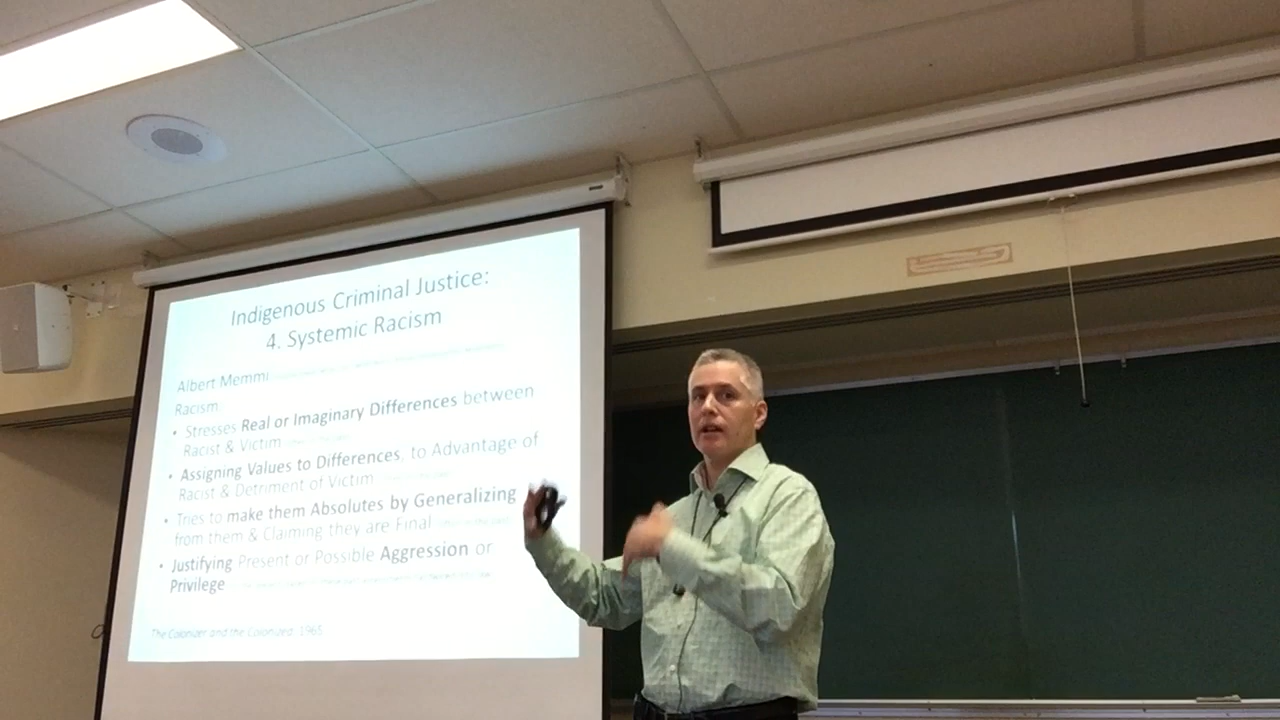 Indigenous Criminal Justice:
4. Systemic Racism
Albert Memmi
Racism:
• Stresses Real or Imaginary Differences between
Racist & Victim
• Assigning Values to Differences, to Advantage of
Racist & Detriment of Victim
• Tries to make them Absolutes by Generalizing
from them & Claiming they are Final
• Justifying Present or Possible Aggression or
Privilege
The Colonizer and the Colonized, 1965